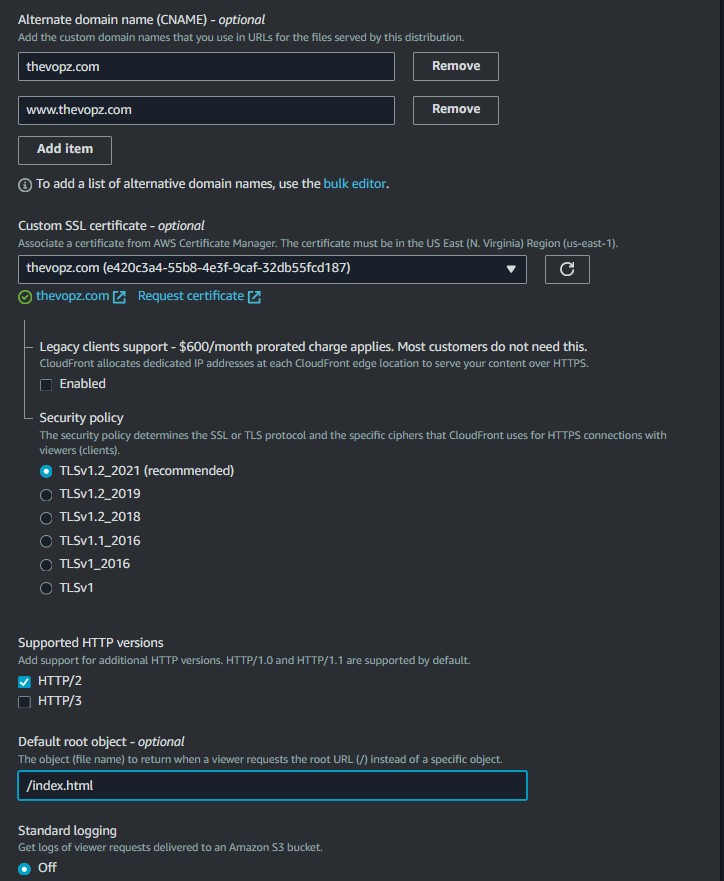 Alternate domain name (CNAME) - optional
Add the custom domain names that you use in URLs for the files served by this distribution.
thevopz.com
Remove
www.thevopz.com
Remove
Add item
To add a list of alternative domain names, use the bulk editor.
Custom SSL certificate - optional
Associate a certificate from AWS Certificate Manager. The certificate must be in the US East (N. Virginia) Region (us-east-1).
thevopz.com (e420c3a4-55b8-4e3f-9caf-32db55fcd187)
thevopz.com Request certificate
Legacy clients support - $600/month prorated charge applies. Most customers do not need this.
CloudFront allocates dedicated IP addresses at each CloudFront edge location to serve your content over HTTPS.
Enabled
Security policy
The security policy determines the SSL or TLS protocol and the specific ciphers that CloudFront uses for HTTPS connections with
viewers (clients).
TLSv1.2_2021 (recommended)
TLSv1.2_2019
TLSv1.2_2018
TLSv1.1_2016
TLSv1_2016
TLSv1
Supported HTTP versions
Add support for additional HTTP versions. HTTP/1.0 and HTTP/1.1 are supported by default.
HTTP/2
HTTP/3
Default root object - optional
The object (file name) to return when a viewer requests the root URL (/) instead of a specific object.
/index.html
Standard logging
Get logs of viewer requests delivered to an Amazon S3 bucket.
Off